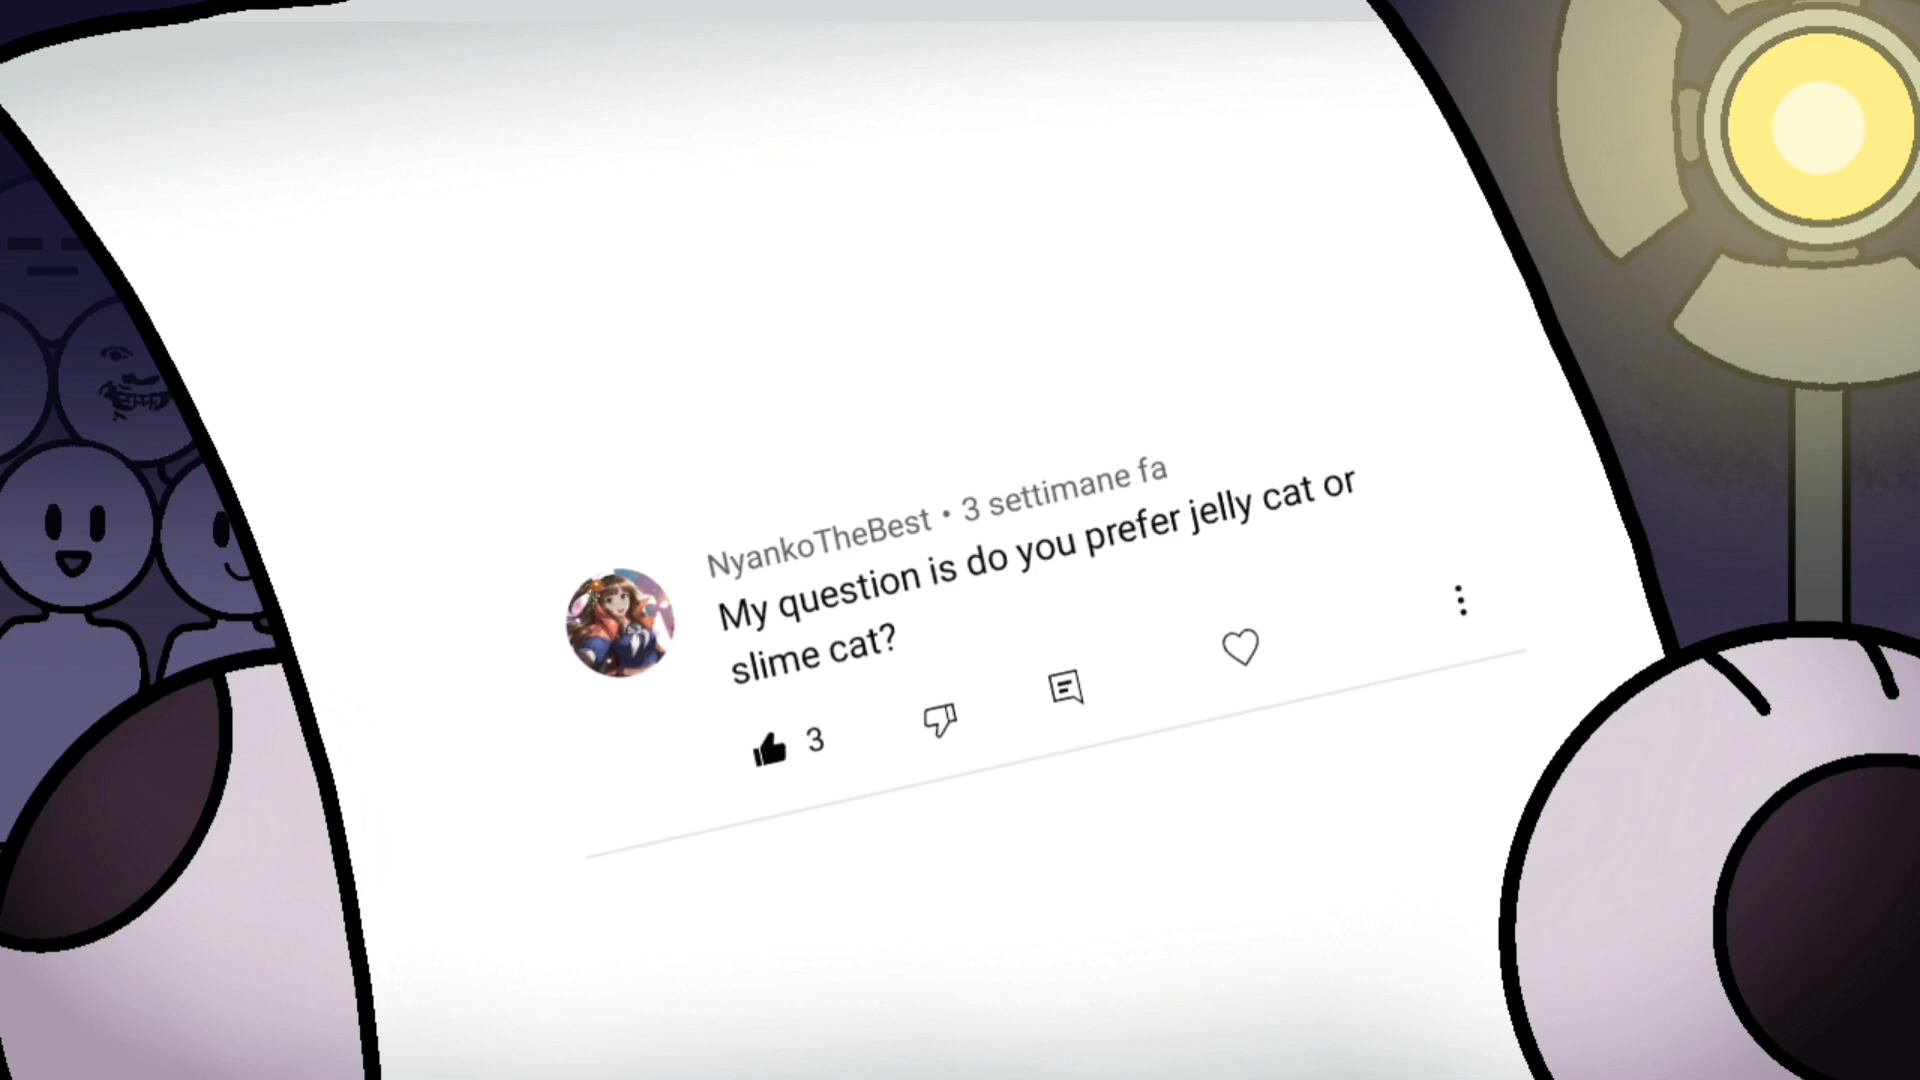 NyankoTheBest • 3 settimane fa
My question is do you prefer jelly cat or
slime cat?
3